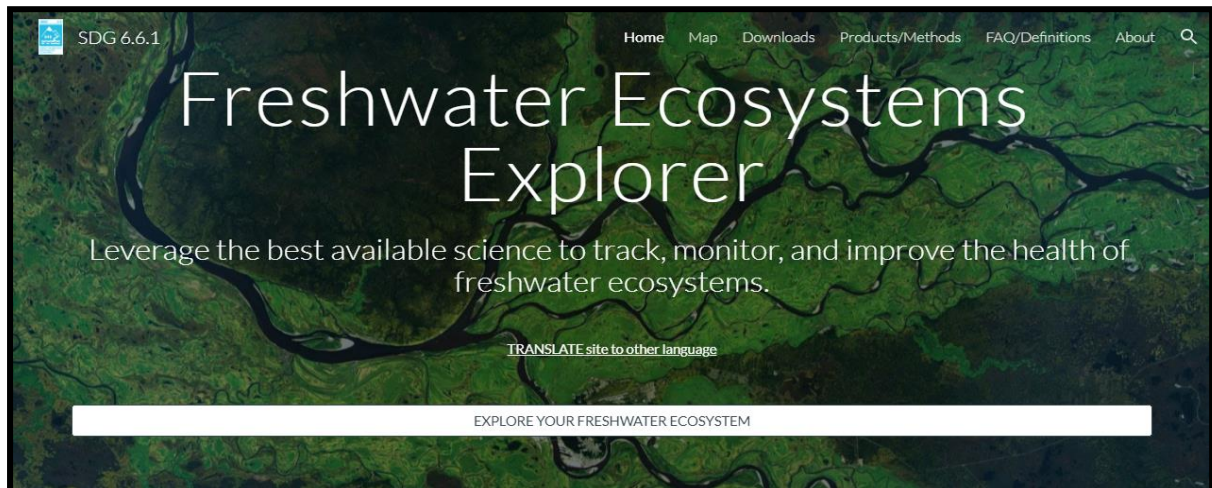 SDG 6.6.1
Home Map Downloads Products/Methods FAQ/Definitions About
Freshwater Ecosystems
Explorer
Leverage the best available science to track, monitor, and improve the health of
freshwater ecosystems.
TRANSLATE site to other language
EXPLORE YOUR FRESHWATER ECOSYSTEM